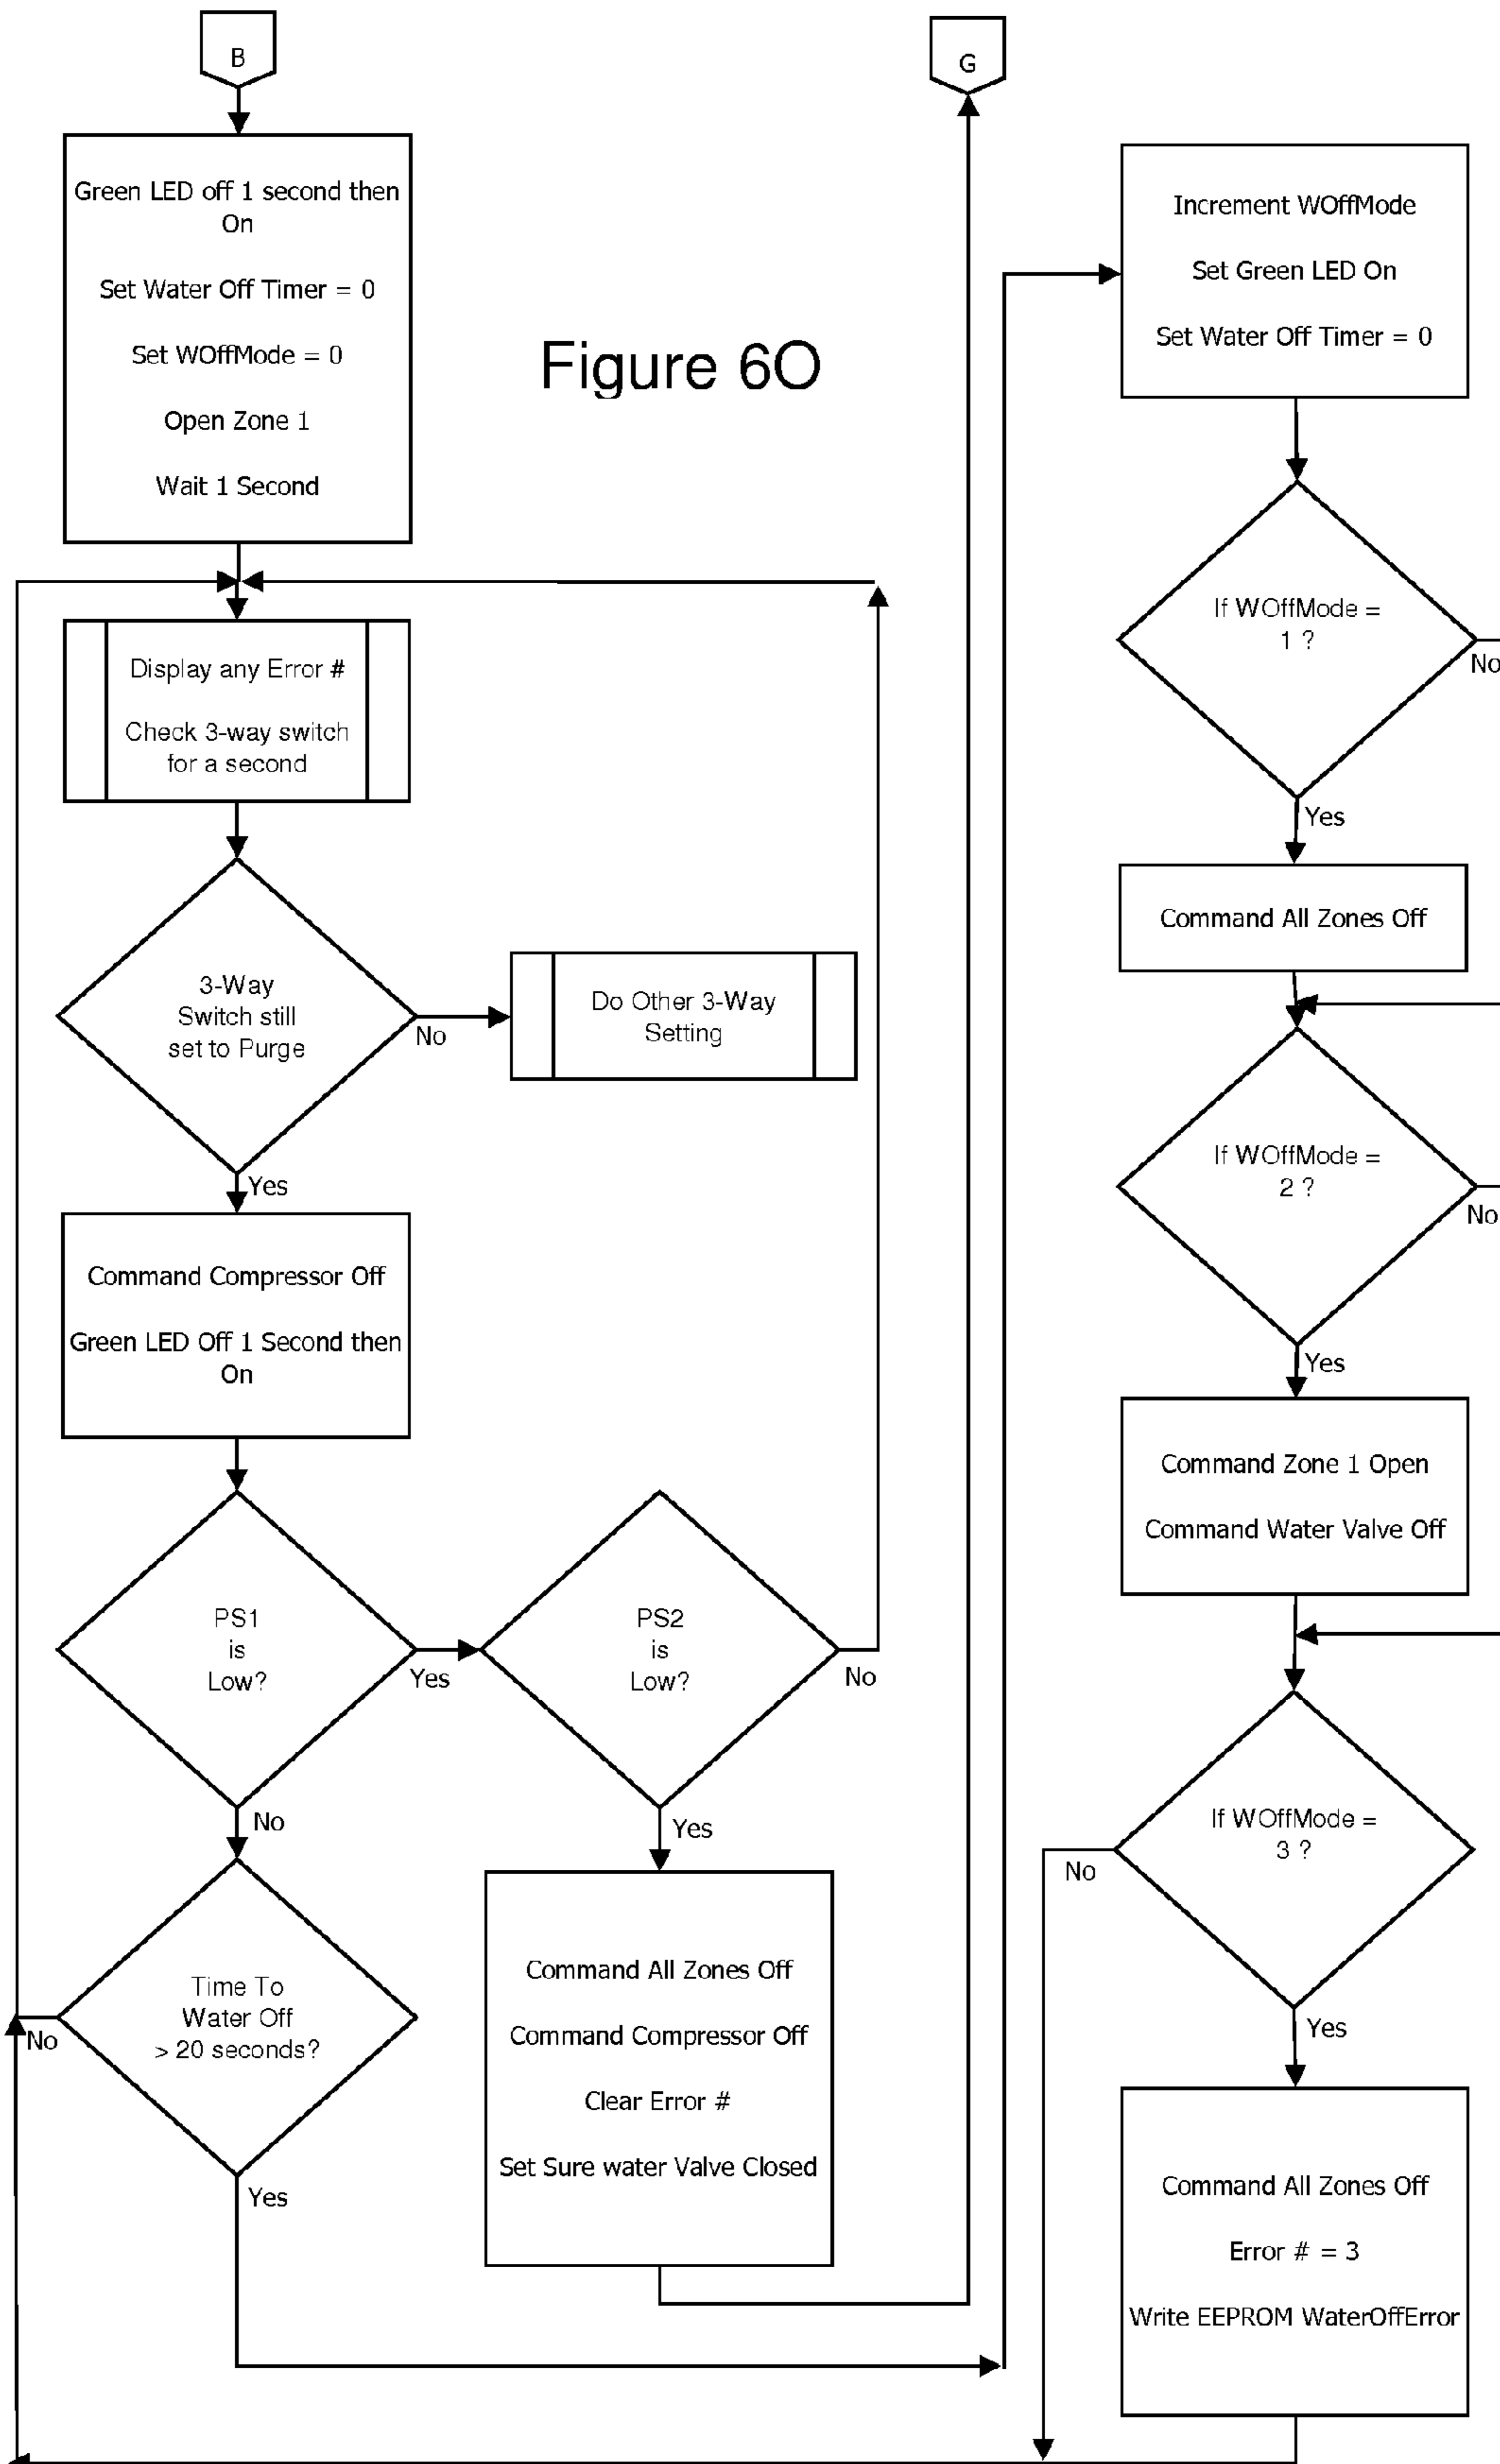 B
Green LED off 1 second then
On
Set Water Off Timer = 0
Set WOffMode = 0
Open Zone 1
Wait 1 Second
Display any Error #
Check 3-way switch
for a second
3-Way
Switch still
set to Purge
No
Do Other 3-Way
Setting
Yes
Command Compressor Off
Green LED Off 1 Second then
On
PS1
is
Low?
Yes
PS2
is
Low?
No
No
Yes
Time To
Water Off
> 20 seconds?
No
Yes
Command All Zones Off
Command Compressor Off
Clear Error #
Set Sure water Valve Closed
G
Figure 6O
Increment WOffMode
Set Green LED On
Set Water Off Timer = 0
If WOffMode =
1 ?
No
Yes
Command All Zones Off
If WOffMode =
2 ?
No
Yes
Command Zone 1 Open
Command Water Valve Off
If WOffMode =
3 ?
No
Yes
Command All Zones Off
Error # = 3
Write EEPROM WaterOffError